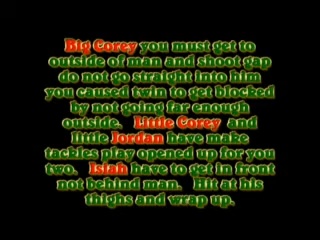 Big Corey you must get to
outside of man and shoot gap
do not go straight into him
you caused twin to get blocked
by not going far enough
outside. Little Corey and
little Jordan have make
tackles play opened up for you
two. Isiah have to get in front
not behind man. Hit at his
thighs and wrap up.